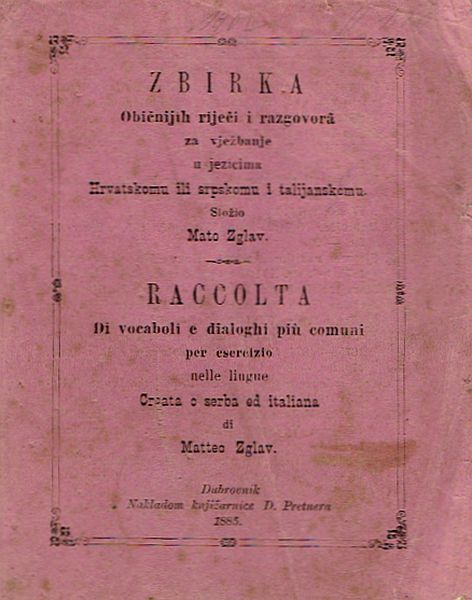 ZBIRKA
Običnijih riječi i razgovorâ
za vježbanje
u jezicima
Hrvatskomu ili srpskomu i talijanskomu.
Složio
Mato Zglav.
RACCOLTA
Di vocaboli e dialoghi più comuni
per esercizio
nelle lingue
Croata o serba ed italiana
di
Matteo Zglav.
Dubrovnik
Nakladom knjižarnice D. Pretnera
1885.